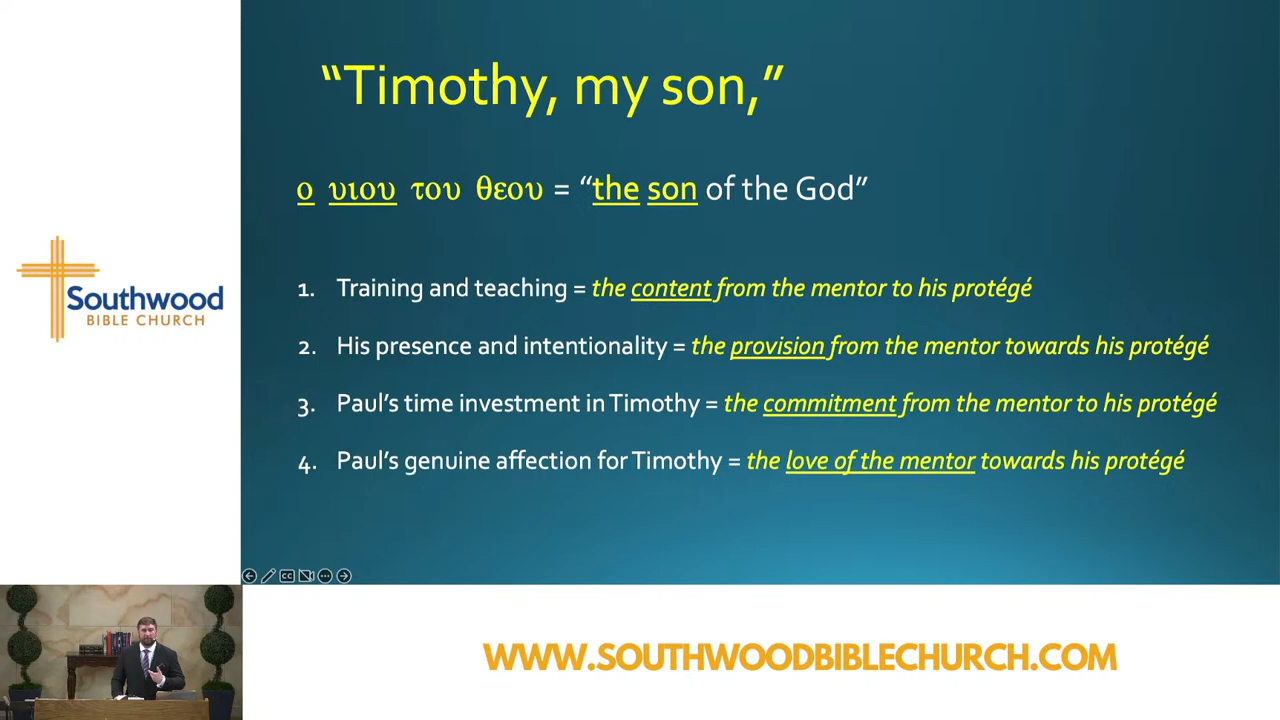 “Timothy, my son,”
ο υιου του θεου = “the son of the God”
1. Training and teaching = the content from the mentor to his protégé
2. His presence and intentionality = the provision from the mentor towards his protégé
3. Paul’s time investment in Timothy = the commitment from the mentor to his protégé
4. Paul’s genuine affection for Timothy = the love of the mentor towards his protégé
Southwood
BIBLE CHURCH
CC
WWW.SOUTHWOODBIBLECHURCH.COM